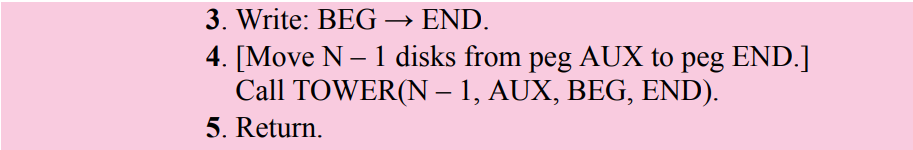 3. Write: BEG → END.
4. [Move N – 1 disks from peg AUX to peg END.]
Call TOWER(N – 1, AUX, BEG, END).
5. Return.